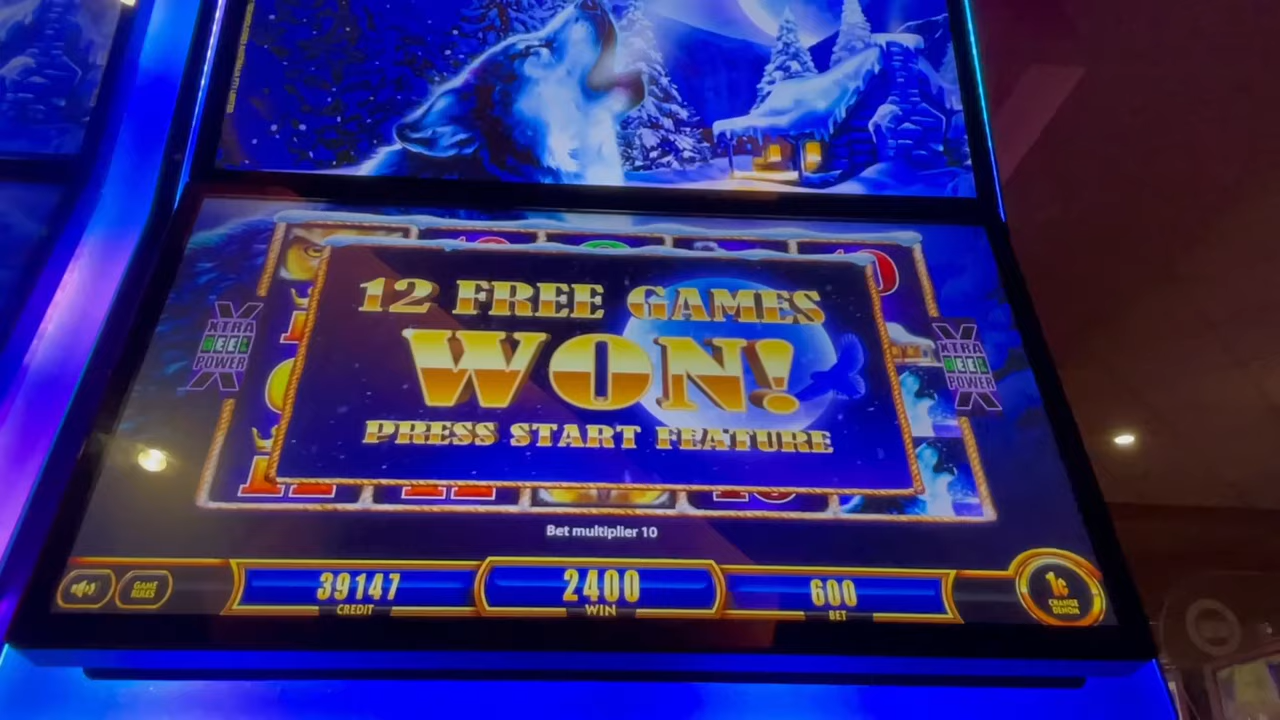 12 FREE GAMES
WON!
PRESS START FEATURE
XTRA
REEL
POWER
XTRA
REEL
POWER
10
Bet multiplier 10
GAME
RULES
39147
CREDIT
2400
WIN
600
BET
1¢
CHANGE
DENOM